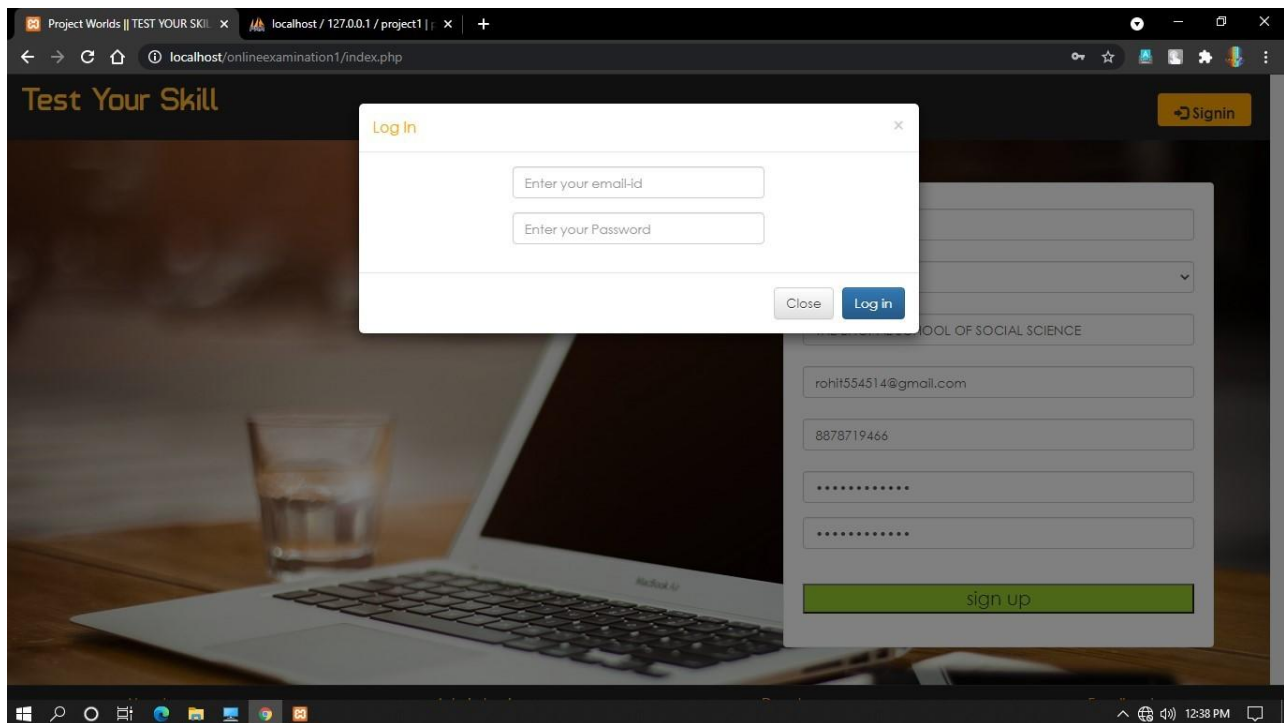 Project Worlds || TEST YOUR SKIL
localhost / 127.0.0.1 / project1 | p
localhost/onlineexamination1/index.php
Test Your Skill
Signin
Log In
Enter your email-id
Enter your Password
Close
Log in
OOL OF SOCIAL SCIENCE
rohit554514@gmail.com
8878719466
••••••••••••
••••••••••••
sign up
MacBook Air
12:38 PM